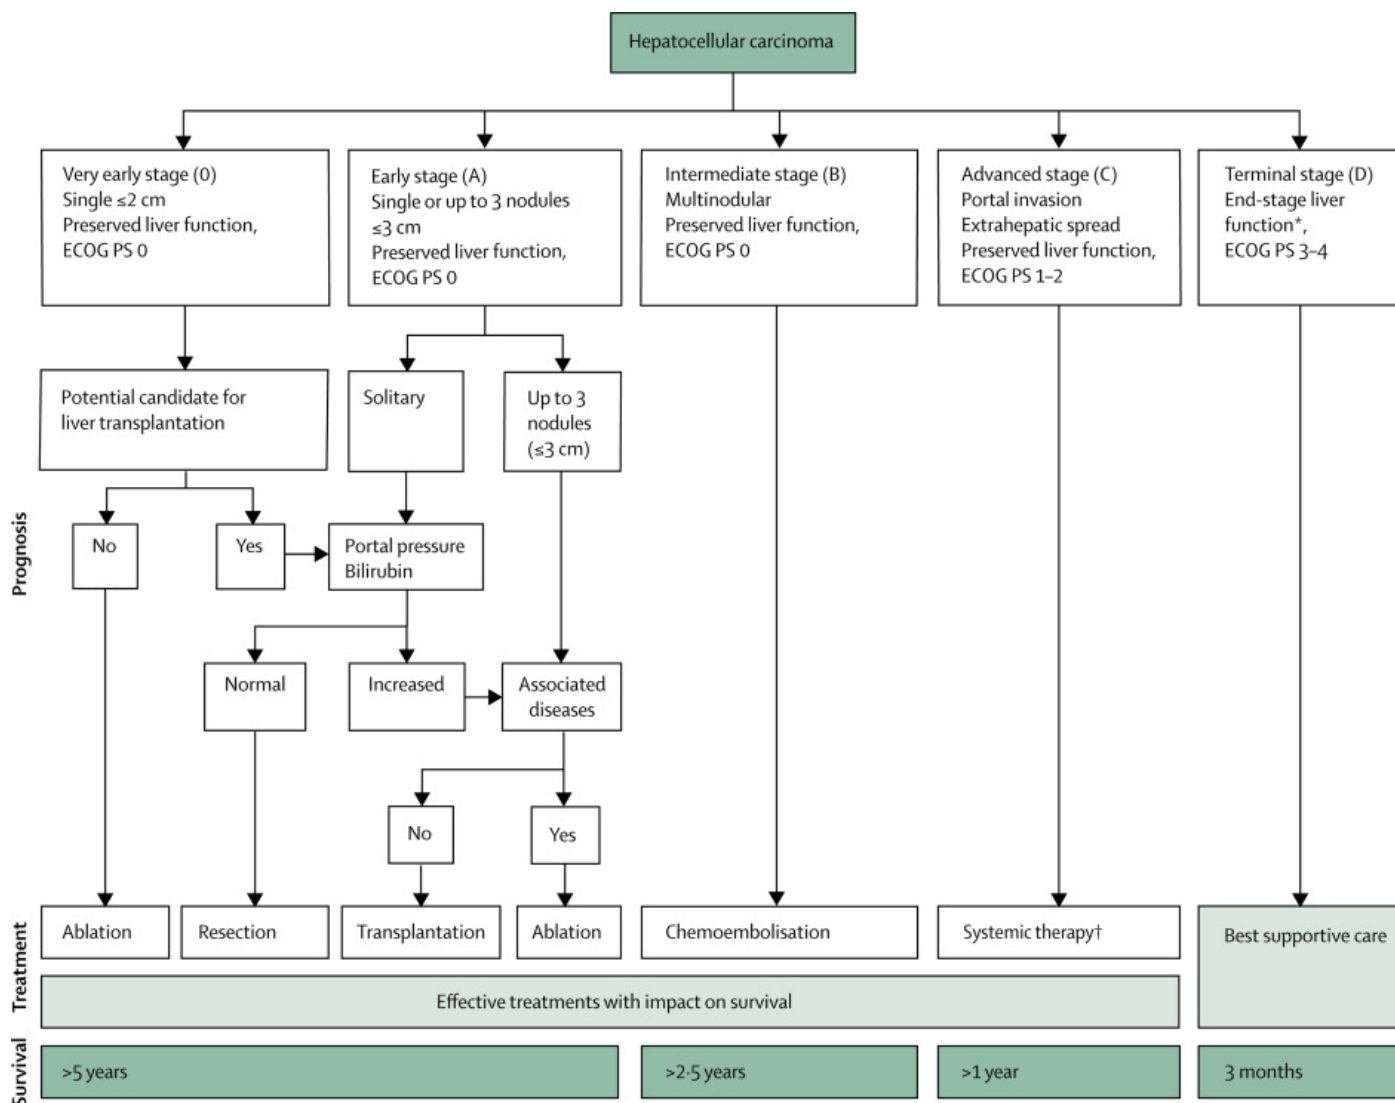 Hepatocellular carcinoma
Very early stage (0)
Single ≤2 cm
Preserved liver function,
ECOG PS 0
Early stage (A)
Single or up to 3 nodules
≤3 cm
Preserved liver function,
ECOG PS 0
Intermediate stage (B)
Multinodular
Preserved liver function,
ECOG PS 0
Advanced stage (C)
Portal invasion
Extrahepatic spread
Preserved liver function,
ECOG PS 1–2
Terminal stage (D)
End-stage liver
function*,
ECOG PS 3–4
Potential candidate for
liver transplantation
Solitary
Up to 3
nodules
(≤3 cm)
Prognosis
No
Yes
Portal pressure
Bilirubin
Normal
Increased
Associated
diseases
No
Yes
Treatment
Ablation
Resection
Transplantation
Ablation
Chemoembolisation
Systemic therapy†
Best supportive care
Effective treatments with impact on survival
Survival
>5 years
>2·5 years
>1 year
3 months